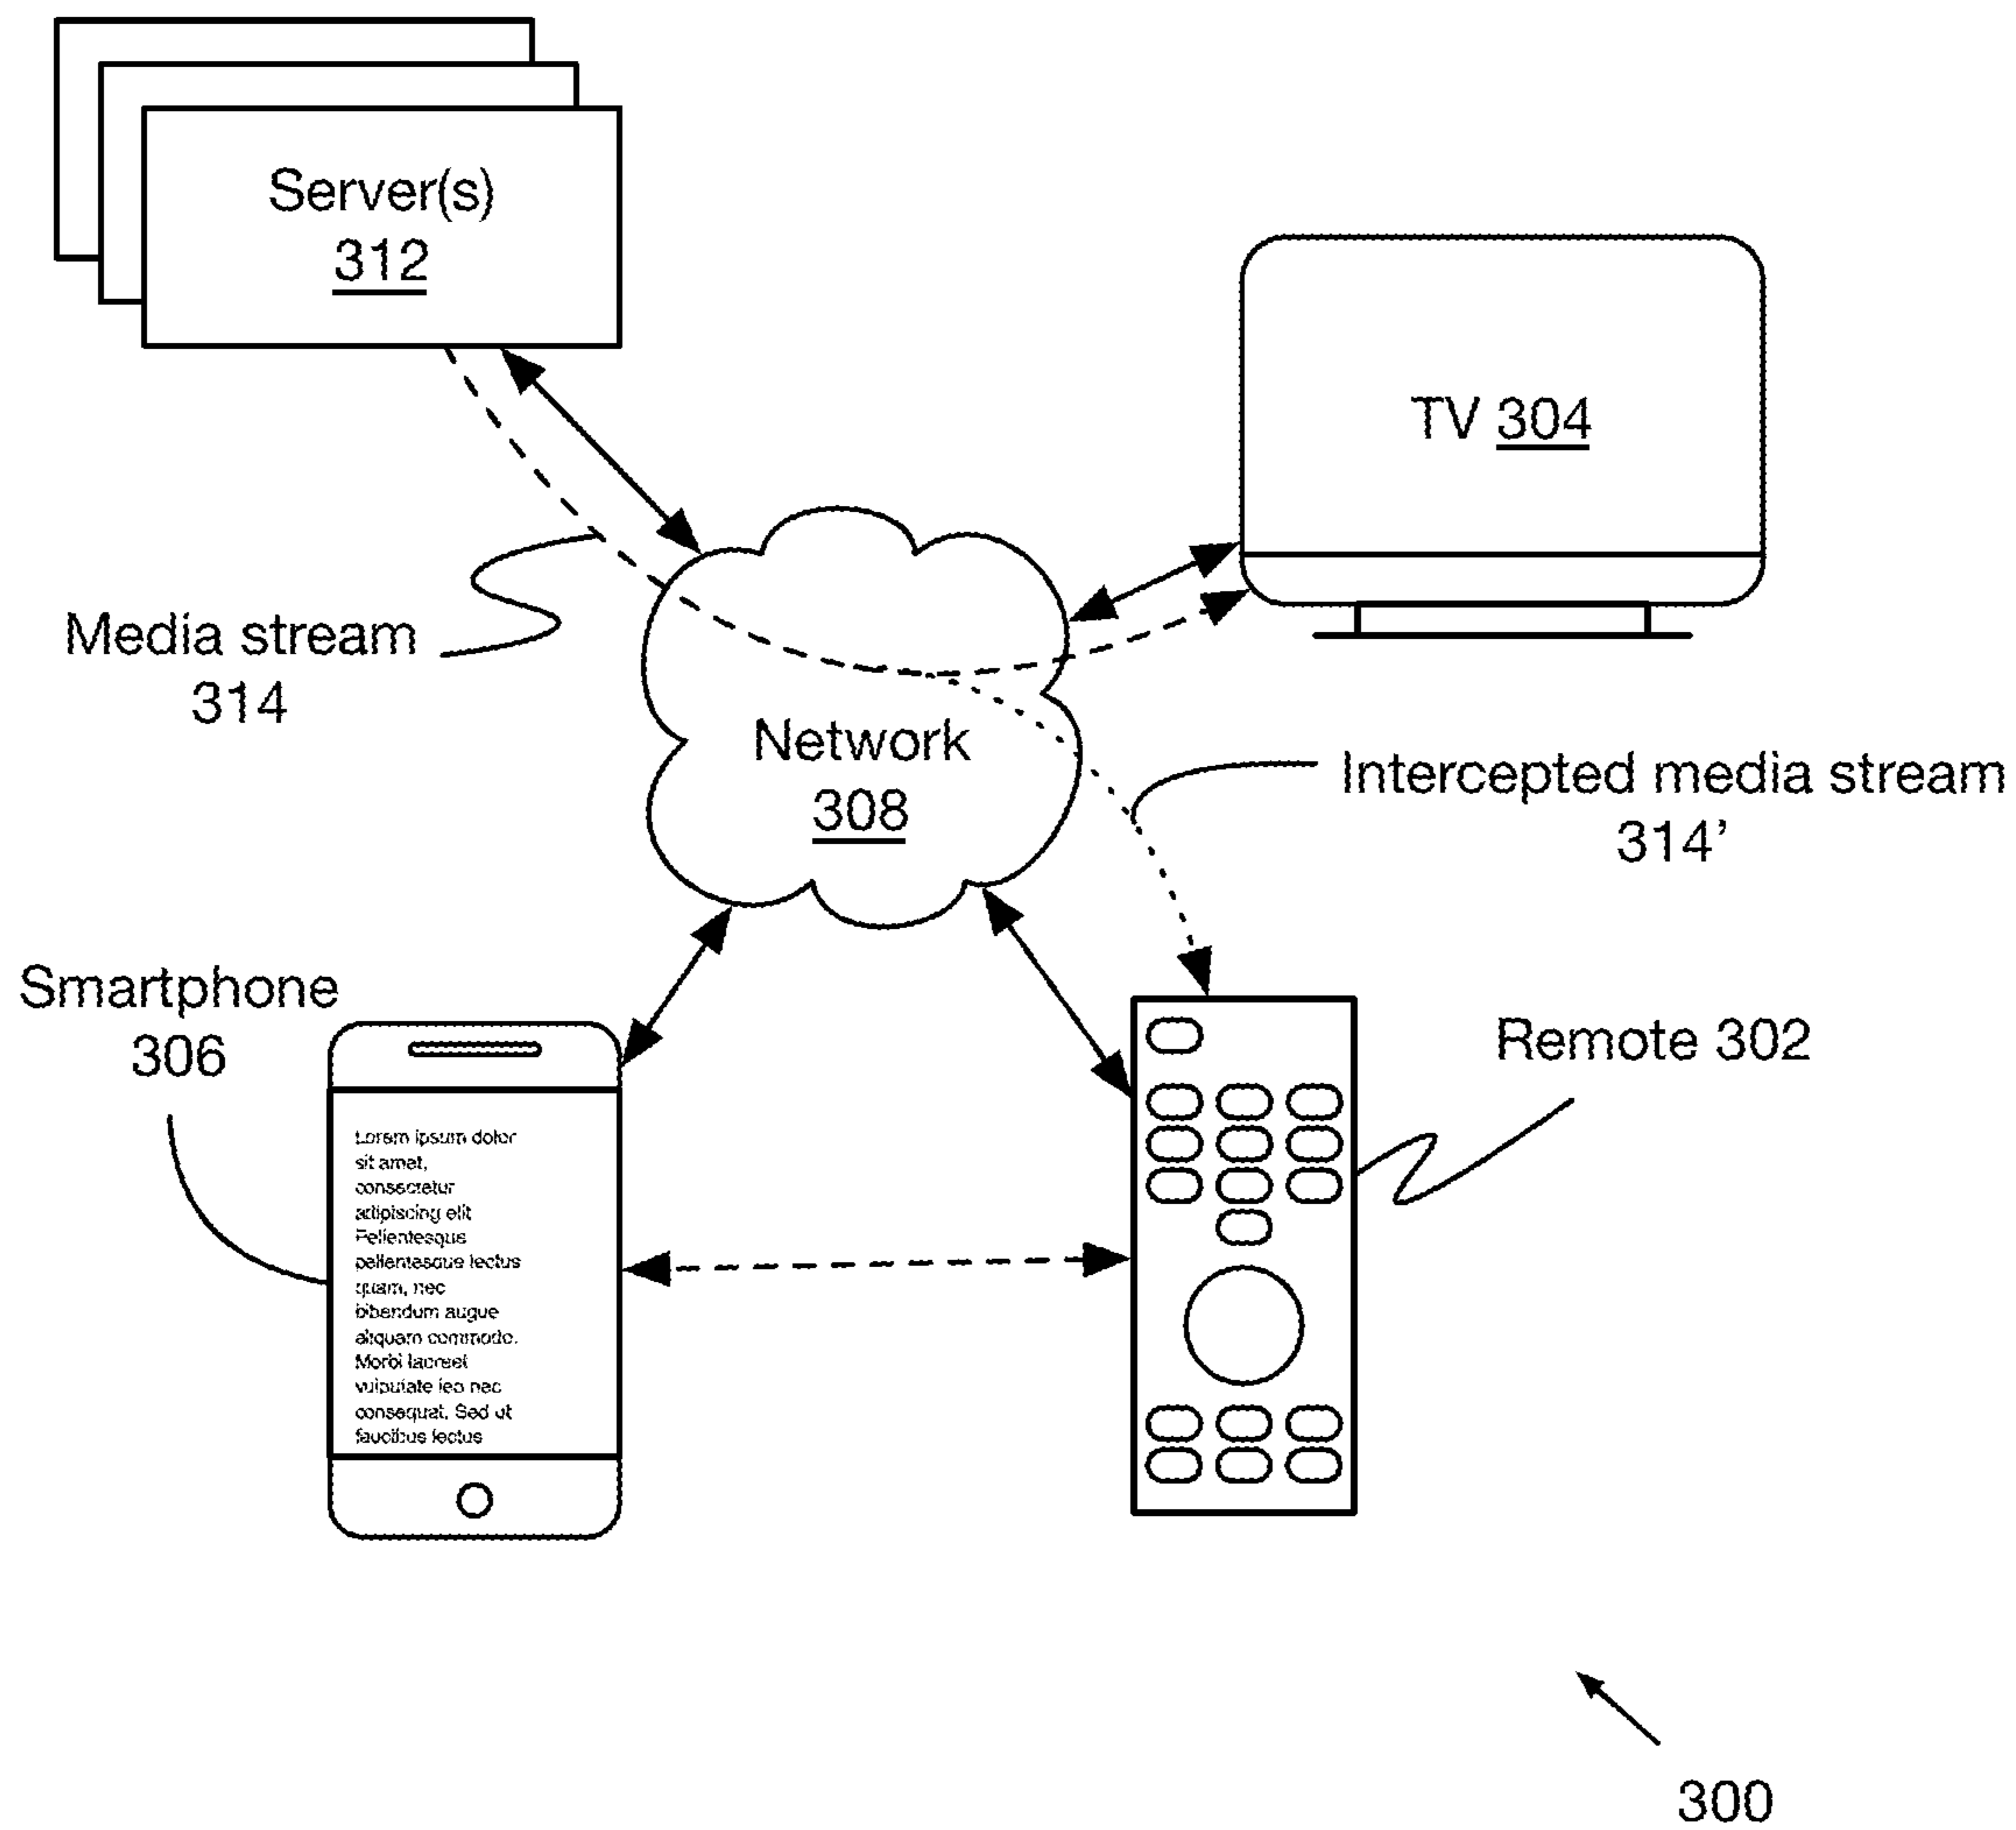 Server(s)
312
TV 304
Media stream
314
Network
308
Intercepted media stream
314’
Smartphone
306
Remote 302
Lorem ipsum dolor
sit amet,
consectetur
adipiscing elit
Pellentesque
pellentesque lectus
quam, nec
bibendum augue
aliquam commodo.
Morbi laoreet
vulputate leo nec
consequat. Sed ut
faucibus lectus
300